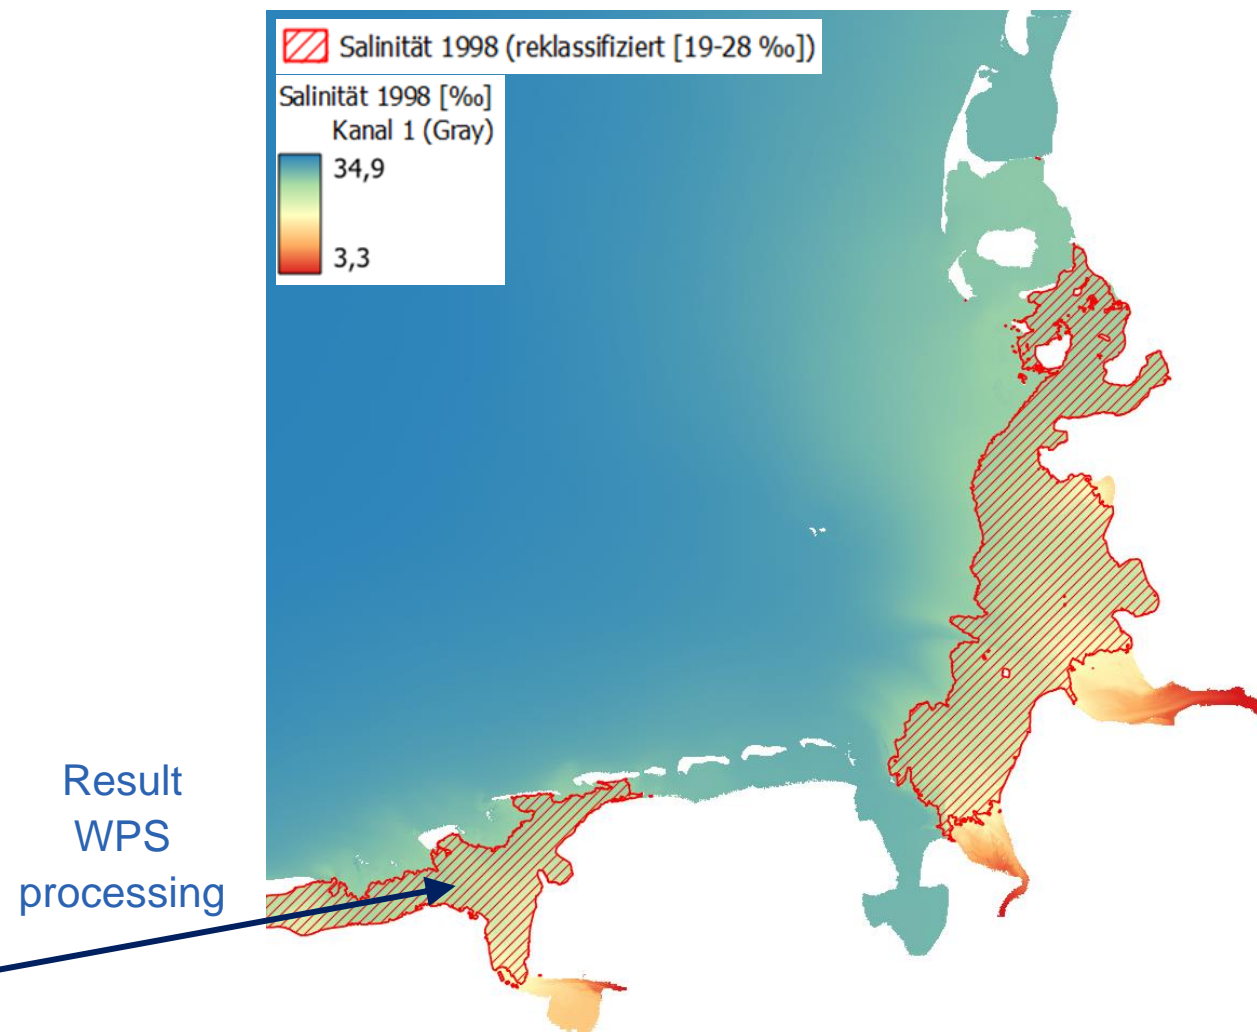 Salinität 1998 (reklassifiziert [19-28 ‰])
Salinität 1998 [‰]
Kanal 1 (Gray)
34,9
3,3
Result
WPS
processing